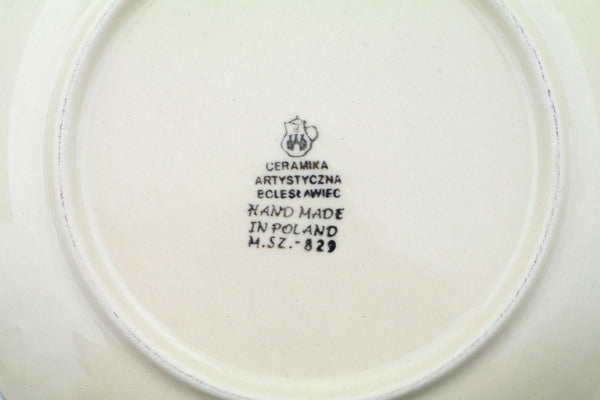 CERAMIKA
ARTYSTYCZNA
BOLESŁAWIEC
HAND MADE
IN POLAND
M.SZ.-829